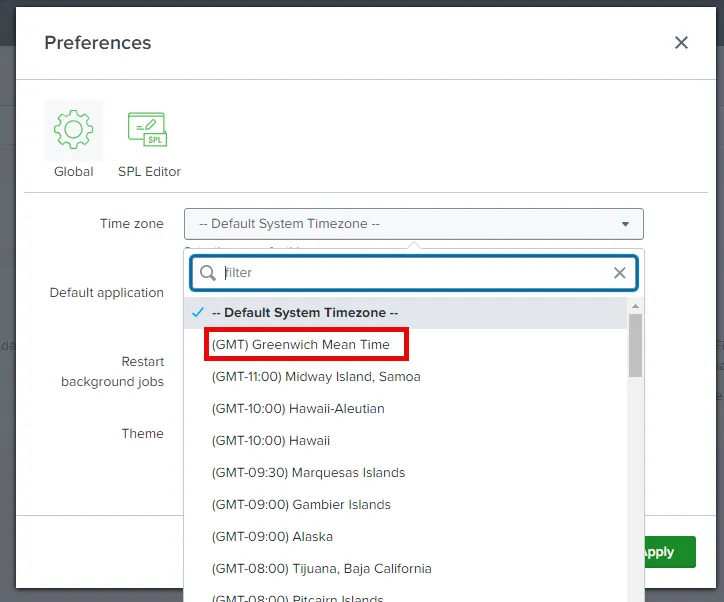 Preferences
SPL
Global
SPL Editor
Time zone
-- Default System Timezone --
filter
Default application
-- Default System Timezone --
(GMT) Greenwich Mean Time
(GMT-11:00) Midway Island, Samoa
Restart
background jobs
(GMT-10:00) Hawaii-Aleutian
Theme
(GMT-10:00) Hawaii
(GMT-09:30) Marquesas Islands
(GMT-09:00) Gambier Islands
(GMT-09:00) Alaska
Apply
(GMT-08:00) Tijuana, Baja California
(GMT-08:00) Pitcairn Islands